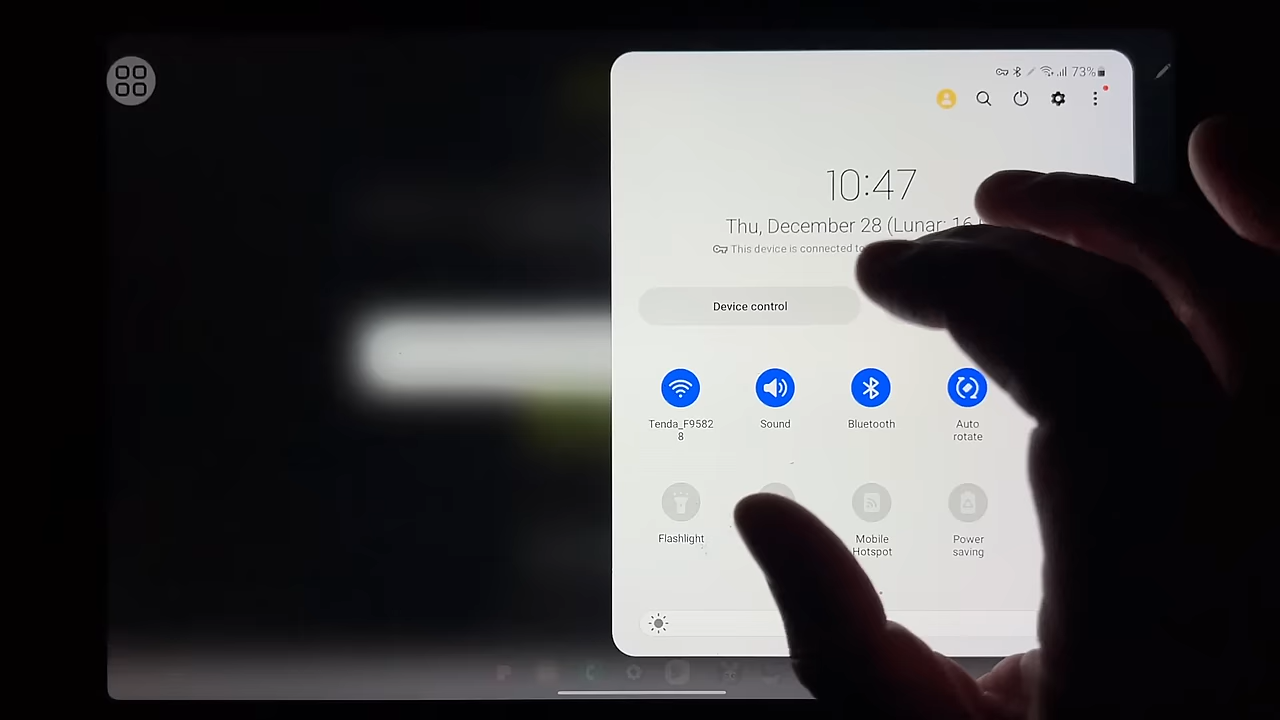 73%
10:47
Thu, December 28 (Lunar: 16
This device is connected to
Device control
Tenda_F9582
8
Sound
Bluetooth
Auto
rotate
Flashlight
Mobile
Hotspot
Power
saving